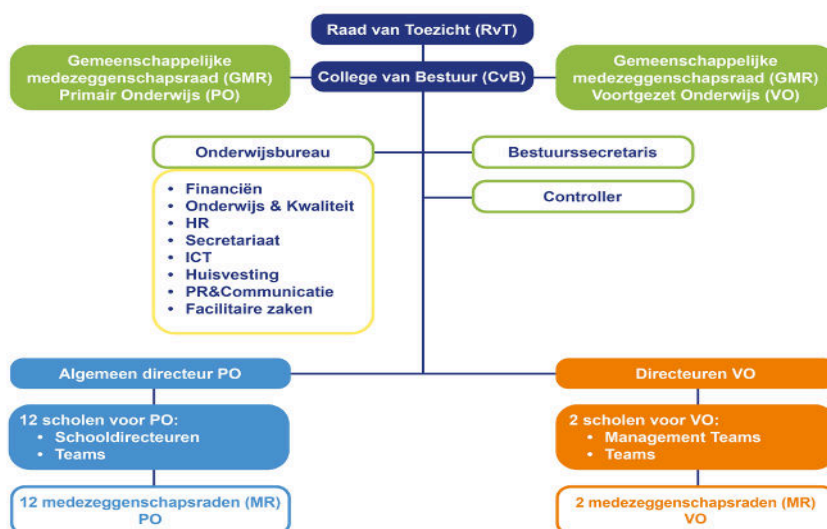 Raad van Toezicht (RvT)
Gemeenschappelijke
medezeggenschapsraad (GMR)
Primair Onderwijs (PO)
College van Bestuur (CvB)
Gemeenschappelijke
medezeggenschapsraad (GMR)
Voortgezet Onderwijs (VO)
Onderwijsbureau
Bestuurssecretaris
• Financiën
• Onderwijs & Kwaliteit
• HR
• Secretariaat
• ICT
• Huisvesting
• PR&Communicatie
• Facilitaire zaken
Controller
Algemeen directeur PO
Directeuren VO
12 scholen voor PO:
• Schooldirecteuren
• Teams
2 scholen voor VO:
• Management Teams
• Teams
12 medezeggenschapsraden (MR)
PO
2 medezeggenschapsraden (MR)
VO